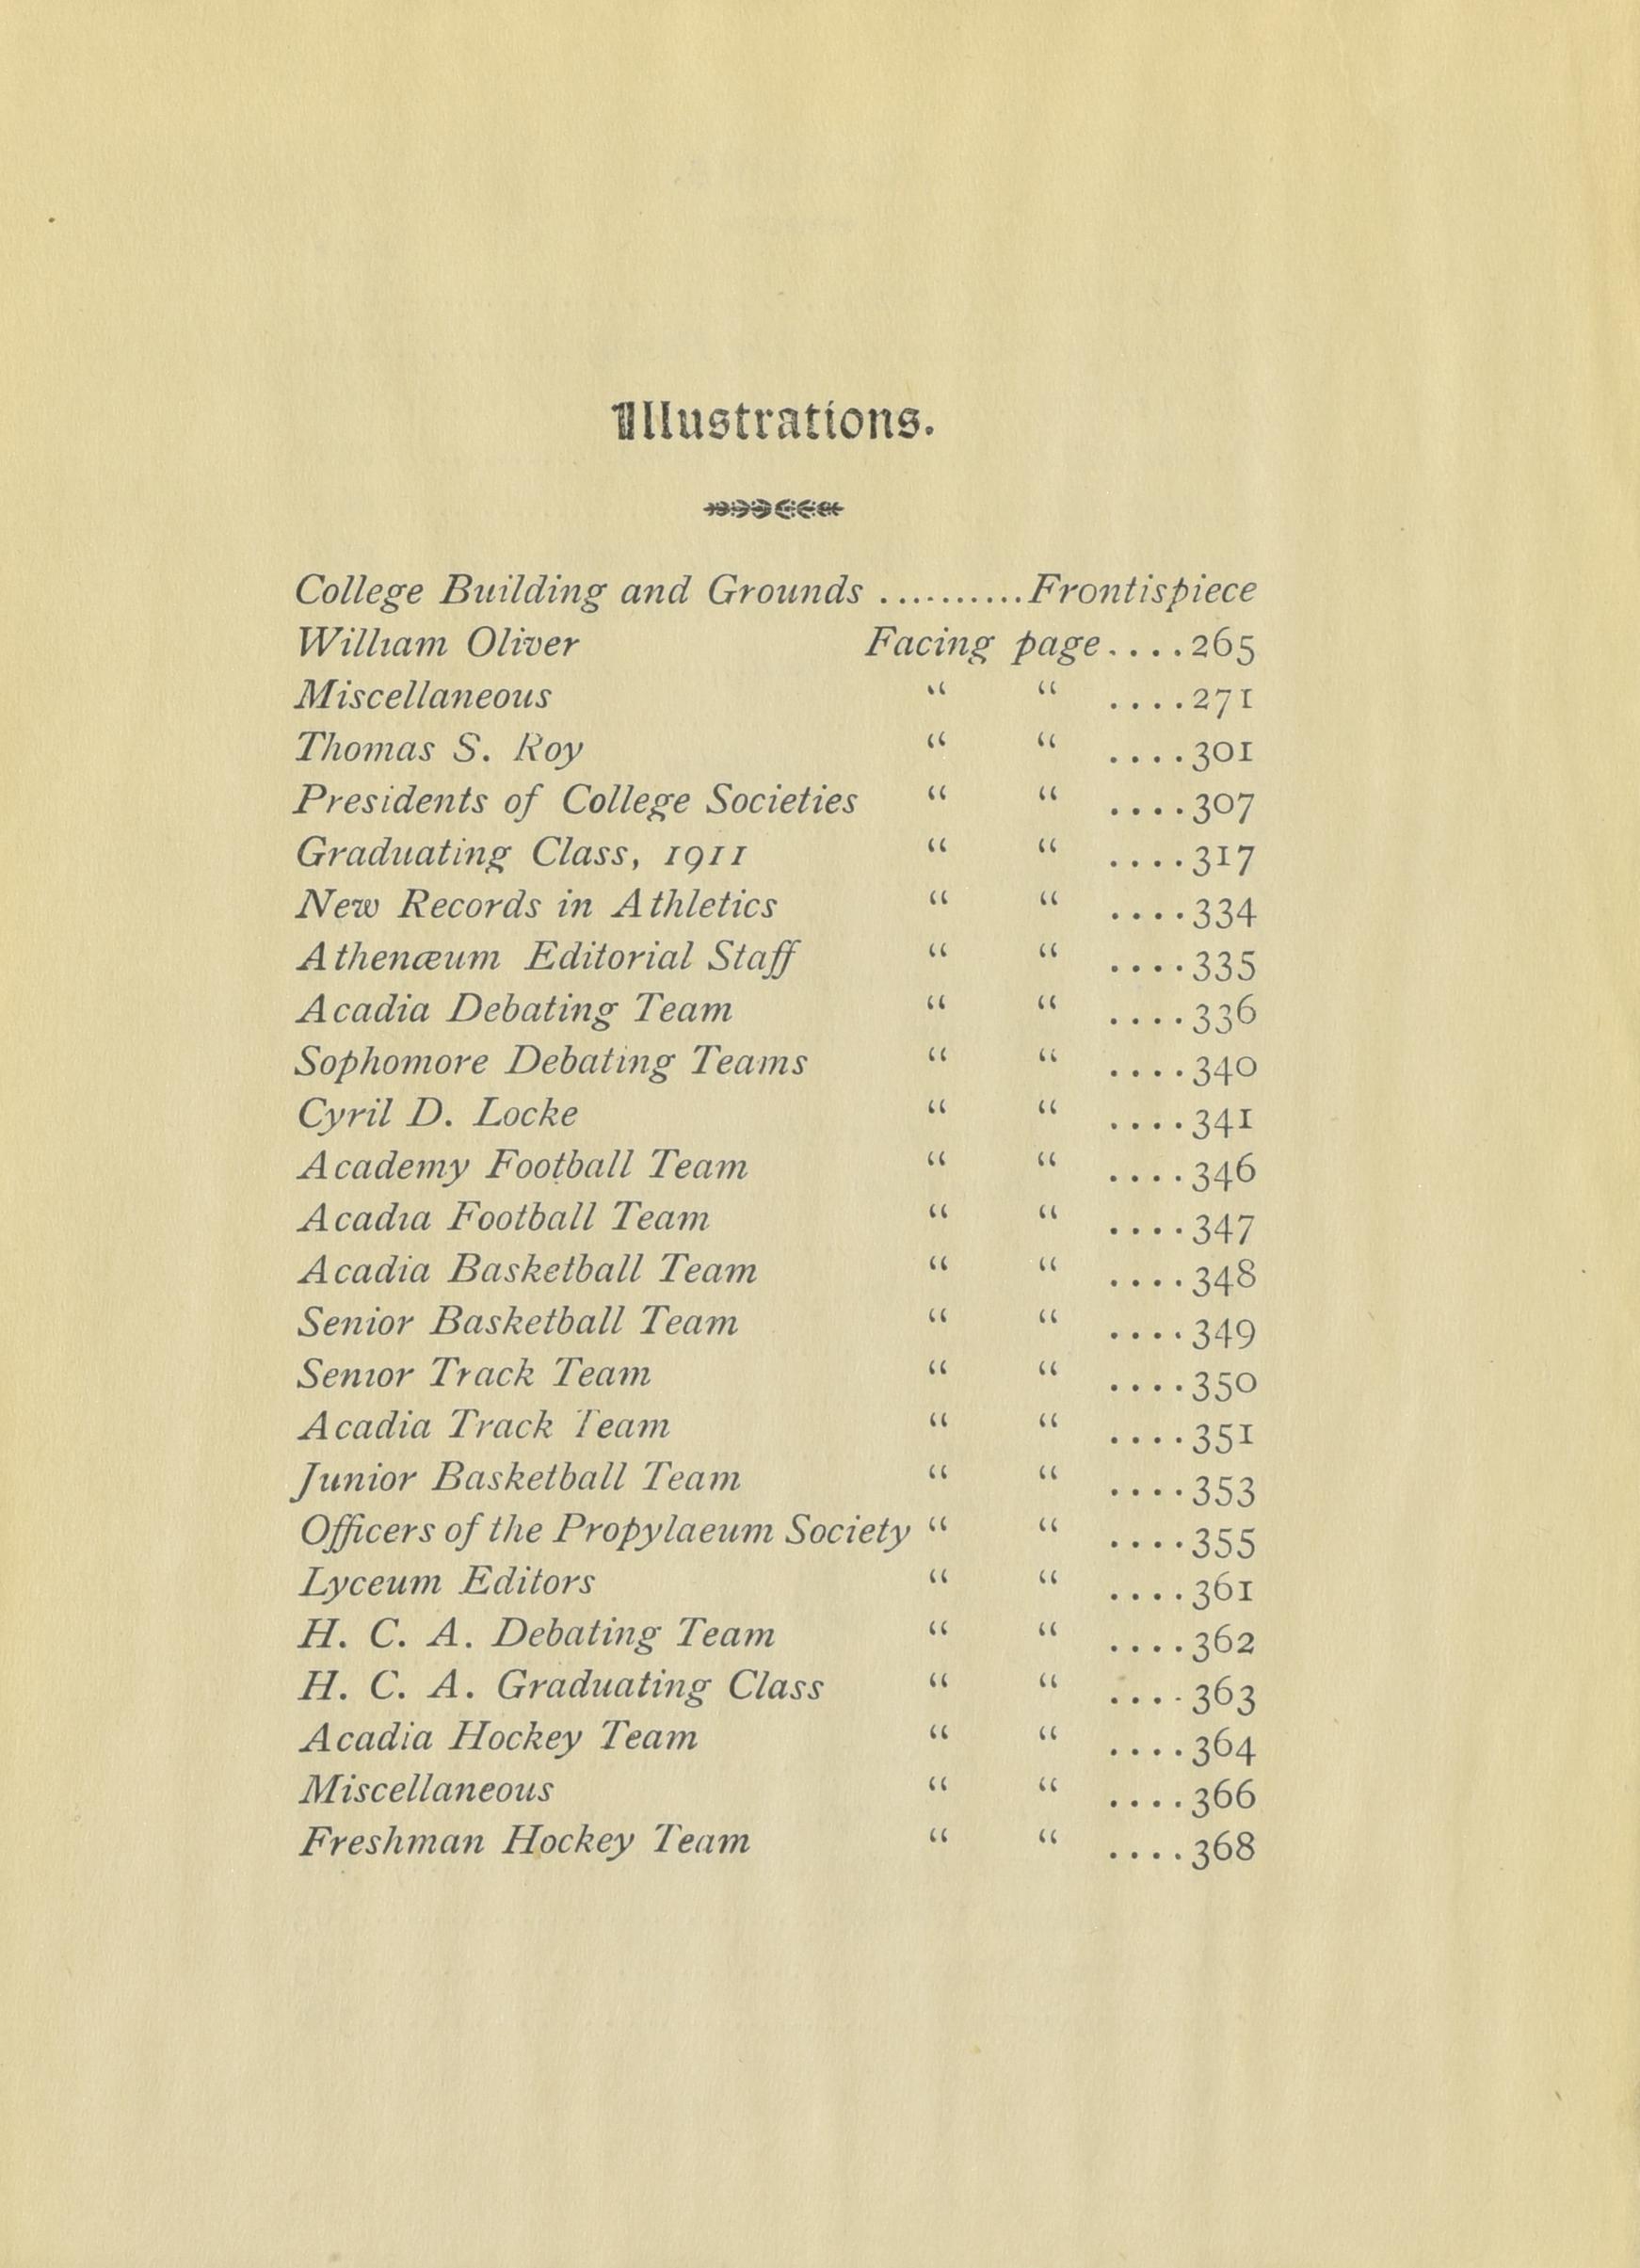 Illustrations.
College Building and Grounds ..........Frontispiece
William Oliver Facing page....265
Miscellaneous “ “ ....271
Thomas S. Roy “ “ ....301
Presidents of College Societies “ “ ....307
Graduating Class, 1911 “ “ ....317
New Records in Athletics “ “ ....334
Athenæum Editorial Staff “ “ ....335
Acadia Debating Team “ “ ....336
Sophomore Debating Teams “ “ ....340
Cyril D. Locke “ “ ....341
Academy Football Team “ “ ....346
Acadia Football Team “ “ ....347
Acadia Basketball Team “ “ ....348
Senior Basketball Team “ “ ....349
Senior Track Team “ “ ....350
Acadia Track Team “ “ ....351
Junior Basketball Team “ “ ....353
Officers of the Propylaeum Society “ “ ....355
Lyceum Editors “ “ ....361
H. C. A. Debating Team “ “ ....362
H. C. A. Graduating Class “ “ ....363
Acadia Hockey Team “ “ ....364
Miscellaneous “ “ ....366
Freshman Hockey Team “ “ ....368